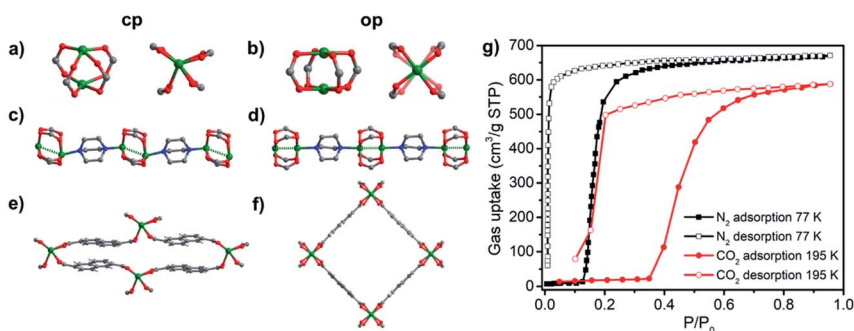 cp
op
a)
b)
c)
d)
e)
f)
g)
Gas uptake (cm³/g STP)
700
600
500
400
300
200
100
0
N₂ adsorption 77 K
N₂ desorption 77 K
CO₂ adsorption 195 K
CO₂ desorption 195 K
0.0
0.2
0.4
0.6
0.8
1.0
P/P₀